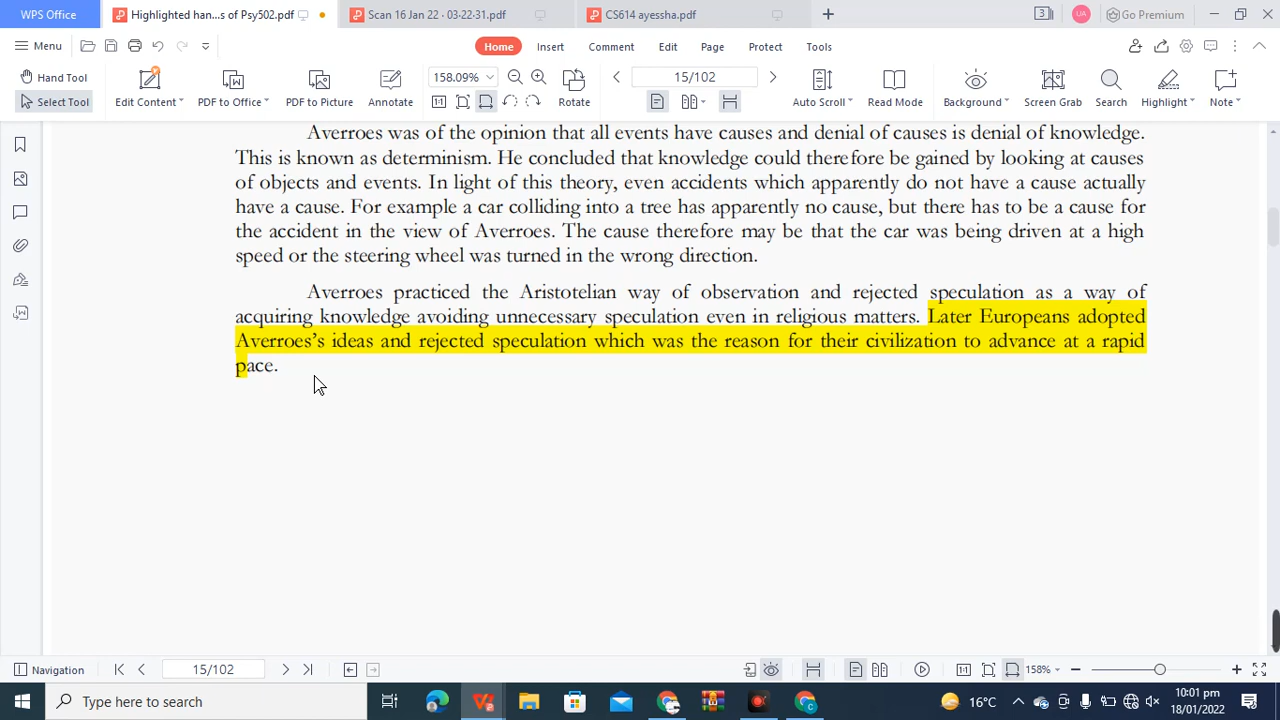 WPS Office
Highlighted han...s of Psy502.pdf
Scan 16 Jan 22 · 03-22-31.pdf
CS614 ayessha.pdf
3
UA
Go Premium
Menu
Home
Insert
Comment
Edit
Page
Protect
Tools
Hand Tool
Select Tool
Edit Content
PDF to Office
PDF to Picture
Annotate
158.09%
Rotate
15/102
Auto Scroll
Read Mode
Background
Screen Grab
Search
Highlight
Note
Averroes was of the opinion that all events have causes and denial of causes is denial of knowledge.
This is known as determinism. He concluded that knowledge could therefore be gained by looking at causes
of objects and events. In light of this theory, even accidents which apparently do not have a cause actually
have a cause. For example a car colliding into a tree has apparently no cause, but there has to be a cause for
the accident in the view of Averroes. The cause therefore may be that the car was being driven at a high
speed or the steering wheel was turned in the wrong direction.
Averroes practiced the Aristotelian way of observation and rejected speculation as a way of
acquiring knowledge avoiding unnecessary speculation even in religious matters. Later Europeans adopted
Averroes's ideas and rejected speculation which was the reason for their civilization to advance at a rapid
pace.
Navigation
15/102
158%
Type here to search
16°C
10:01 pm
18/01/2022